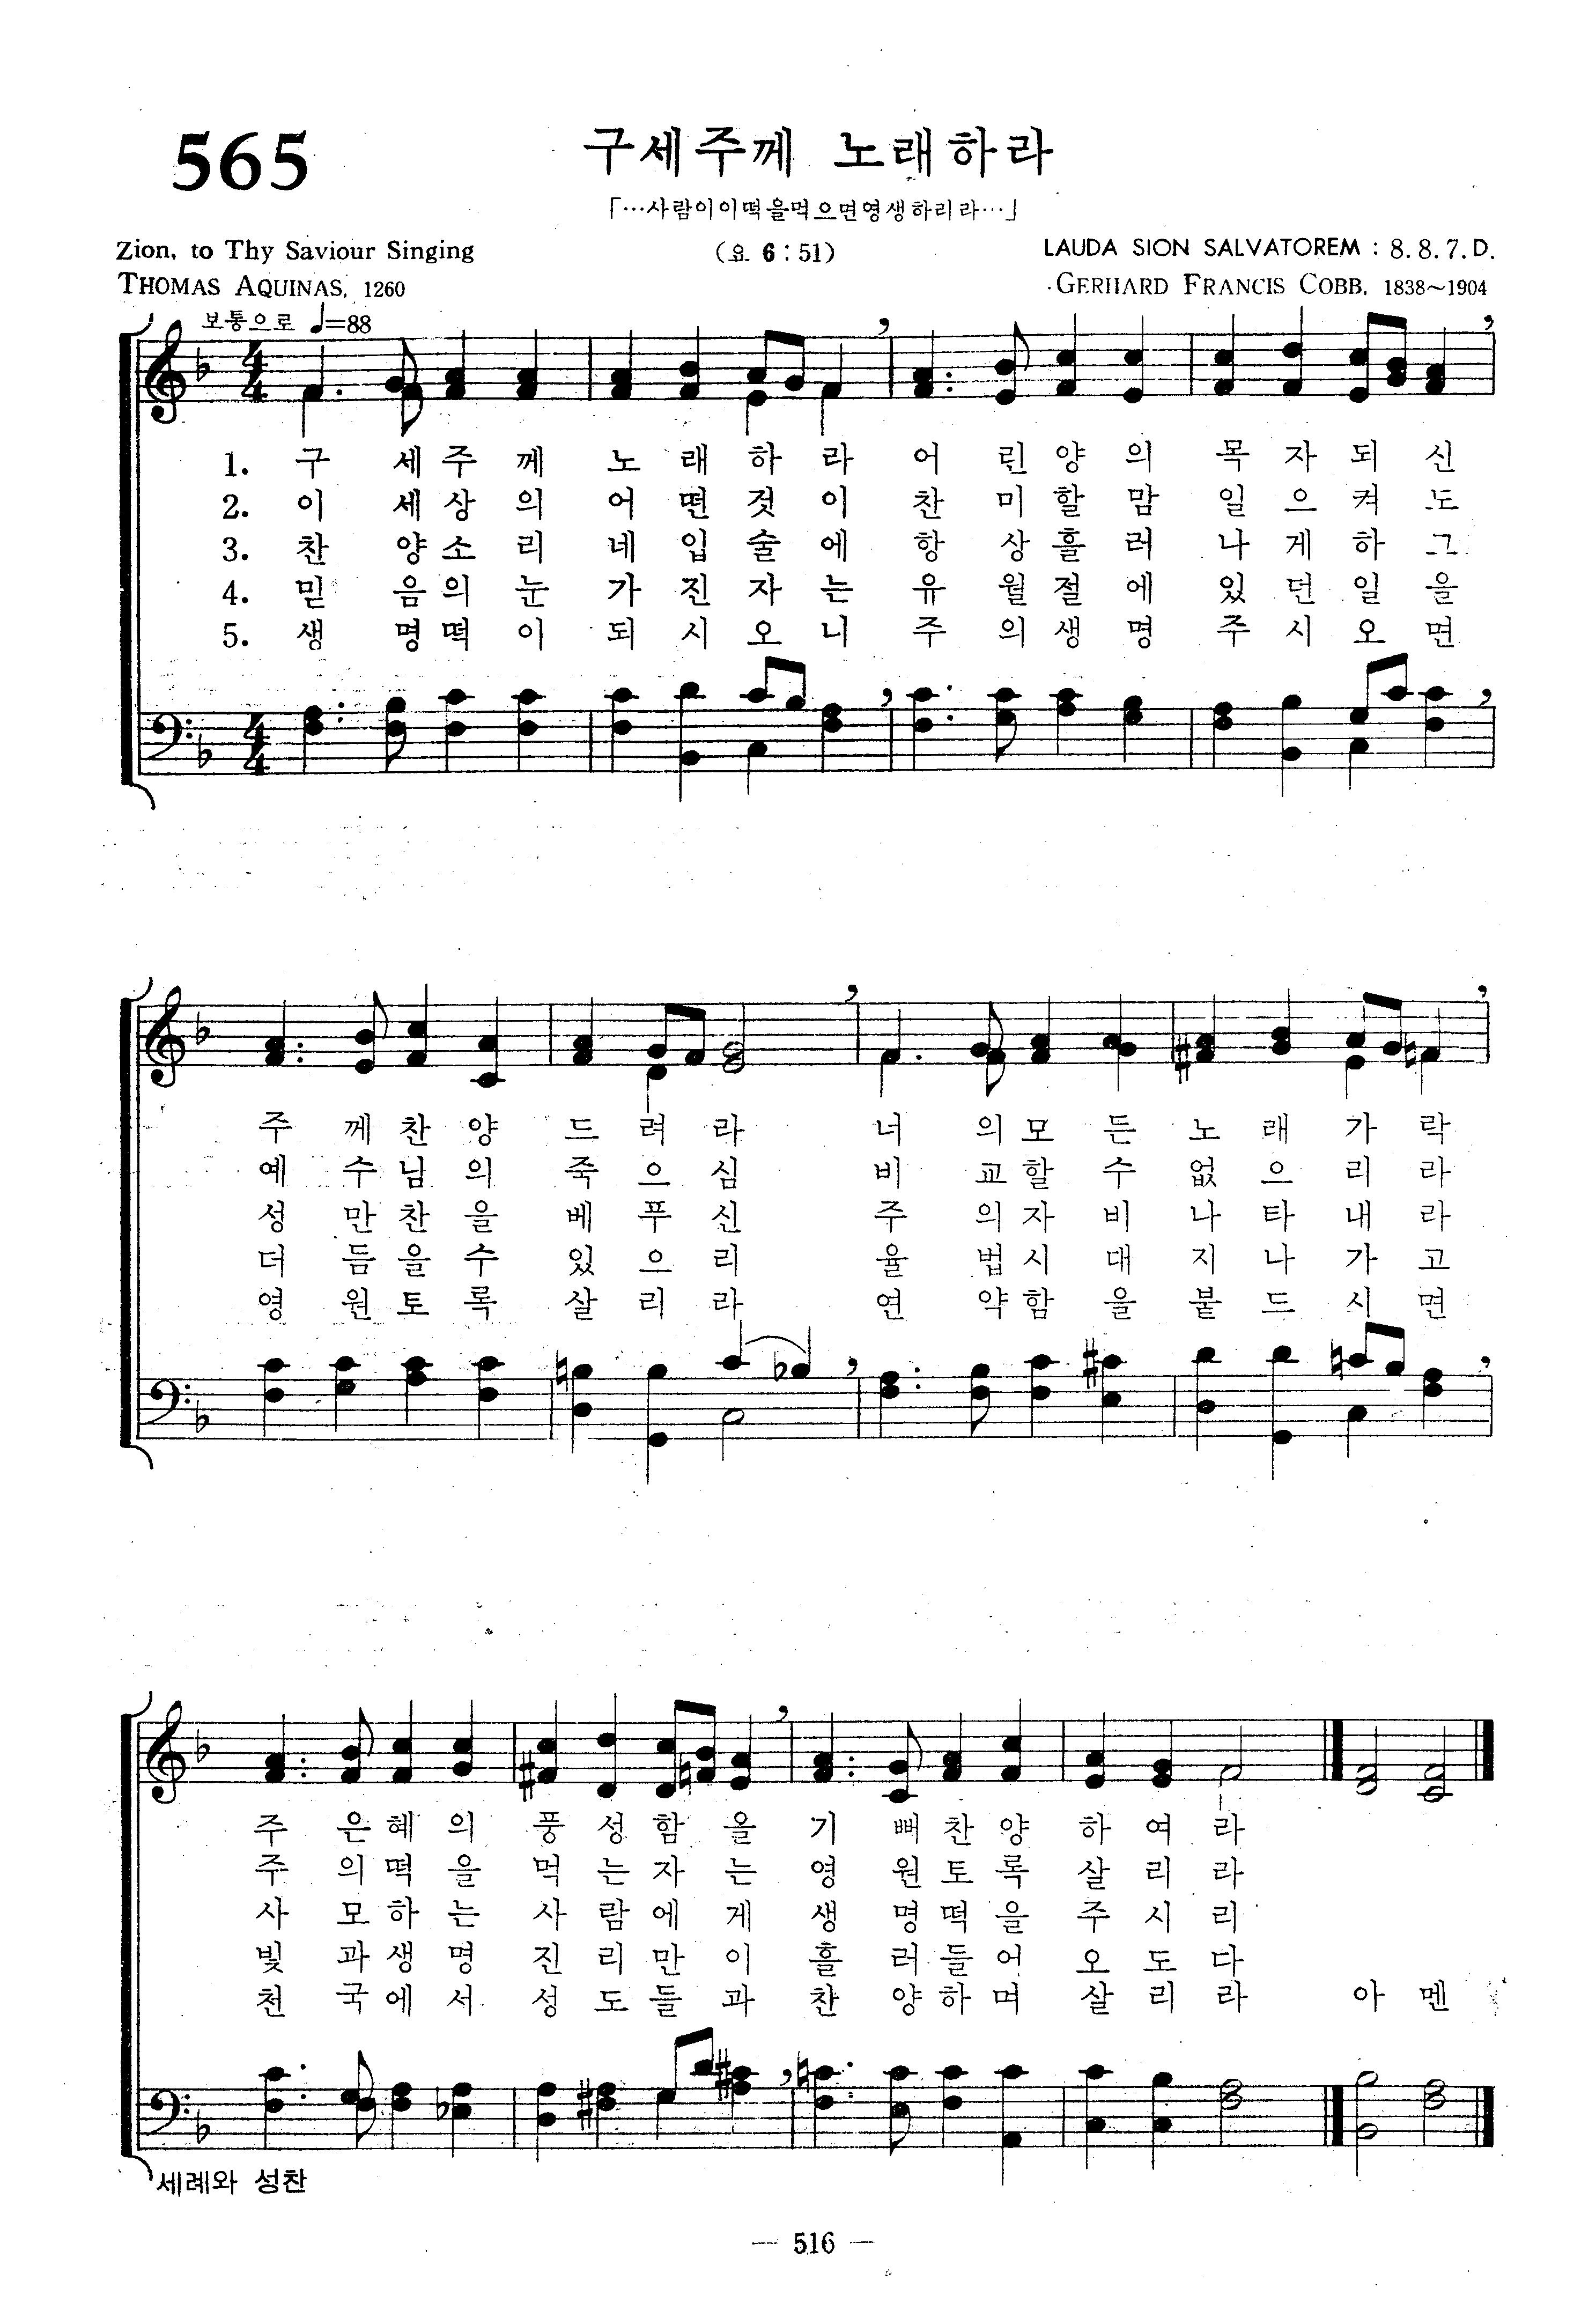 565
구세주께 노래하라
「…사람이이떡을먹으면영생하리라…」
Zion, to Thy Saviour Singing
(요 6 : 51)
LAUDA SION SALVATOREM : 8. 8. 7. D.
THOMAS AQUINAS, 1260
GERHARD FRANCIS COBB, 1838~1904
보통으로 ♩=88
1. 구 세 주 께 노 래 하 라 어 린 양 의 목 자 되 신
2. 이 세 상 의 어 떤 것 이 찬 미 할 맘 일 으 켜 도
3. 찬 양 소 리 네 입 술 에 항 상 흘 러 나 게 하 그
4. 믿 음 의 눈 가 진 자 는 유 월 절 에 있 던 일 을
5. 생 명 떡 이 되 시 오 니 주 의 생 명 주 시 오 면
주 께 찬 양 드 려 라 너 의 모 든 노 래 가 락
예 수 님 의 죽 으 심 비 교 할 수 없 으 리 라
성 만 찬 을 베 푸 신 주 의 자 비 나 타 내 라
더 듬 을 수 있 으 리 율 법 시 대 지 나 가 고
영 원 토 록 살 리 라 연 약 함 을 붙 드 시 면
주 은 혜 의 풍 성 함 을 기 뻐 찬 양 하 여 라
주 의 떡 을 먹 는 자 는 영 원 토 록 살 리 라
사 모 하 는 사 람 에 게 생 명 떡 을 주 시 리
빛 과 생 명 진 리 만 이 흘 러 들 어 오 도 다
천 국 에 서 성 도 들 과 찬 양 하 며 살 리 라 아 멘
세례와 성찬
— 516 —